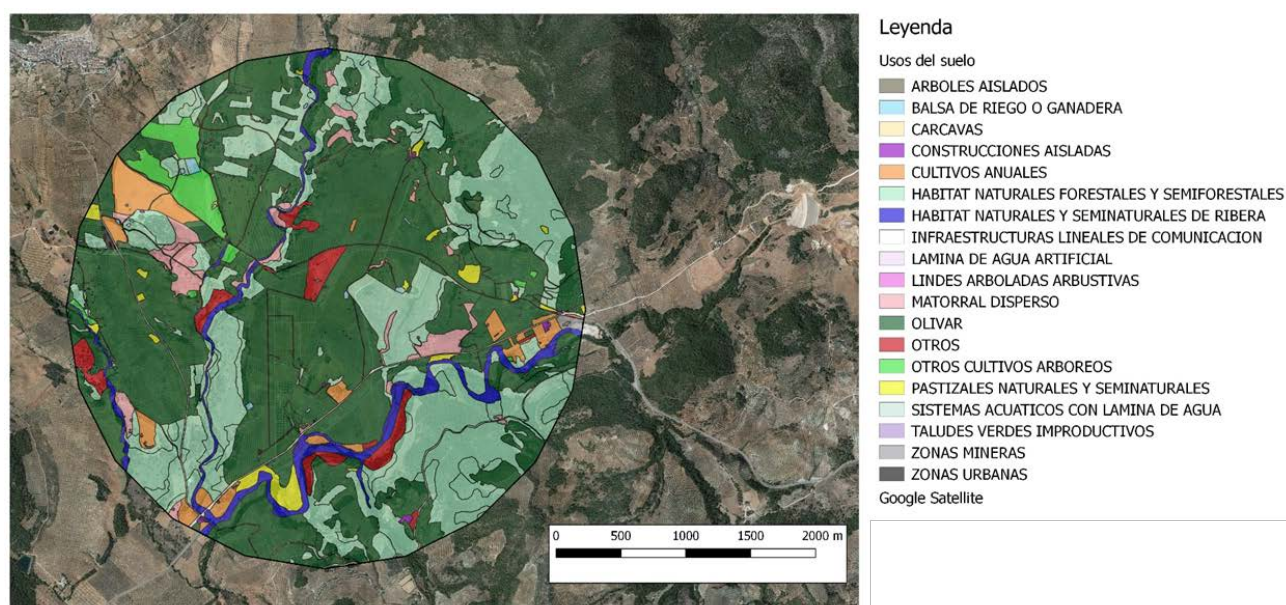 Leyenda
Usos del suelo
ARBOLES AISLADOS
BALSA DE RIEGO O GANADERA
CARCAVAS
CONSTRUCCIONES AISLADAS
CULTIVOS ANUALES
HABITAT NATURALES FORESTALES Y SEMIFORESTALES
HABITAT NATURALES Y SEMINATURALES DE RIBERA
INFRAESTRUCTURAS LINEALES DE COMUNICACION
LAMINA DE AGUA ARTIFICIAL
LINDES ARBOLADAS ARBUSTIVAS
MATORRAL DISPERSO
OLIVAR
OTROS
OTROS CULTIVOS ARBOREOS
PASTIZALES NATURALES Y SEMINATURALES
SISTEMAS ACUATICOS CON LAMINA DE AGUA
TALUDES VERDES IMPRODUCTIVOS
ZONAS MINERAS
ZONAS URBANAS
Google Satellite
0 500 1000 1500 2000 m